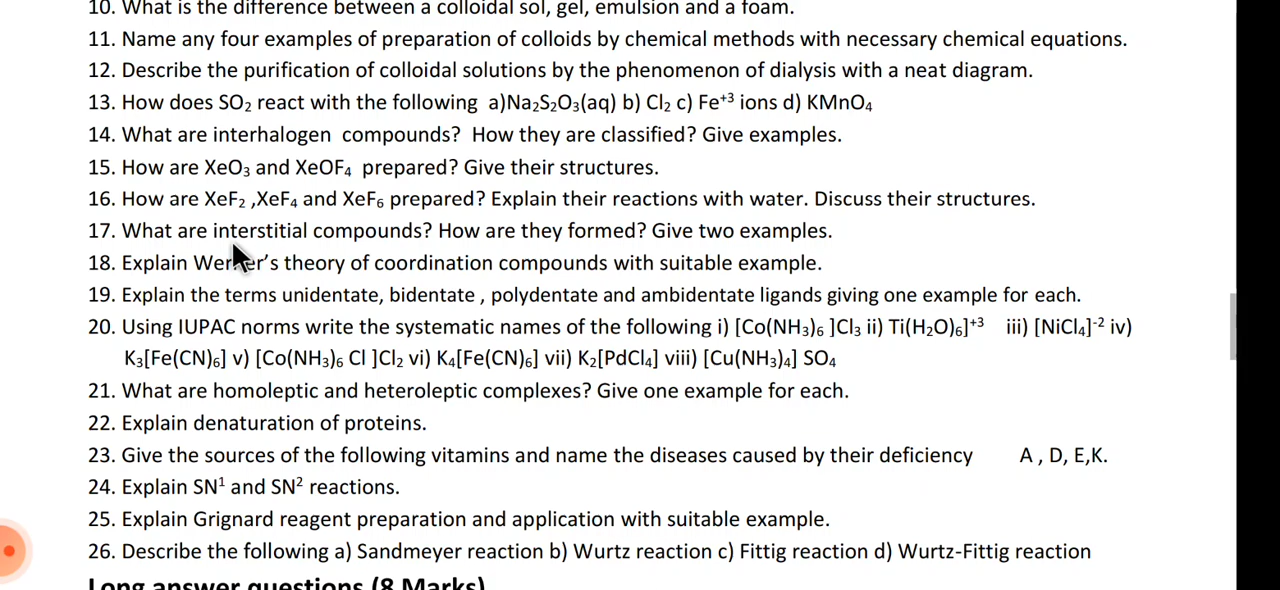 10. What is the difference between a colloidal sol, gel, emulsion and a foam.
11. Name any four examples of preparation of colloids by chemical methods with necessary chemical equations.
12. Describe the purification of colloidal solutions by the phenomenon of dialysis with a neat diagram.
13. How does SO₂ react with the following a)Na₂S₂O₃(aq) b) Cl₂ c) Fe⁺³ ions d) KMnO₄
14. What are interhalogen compounds? How they are classified? Give examples.
15. How are XeO₃ and XeOF₄ prepared? Give their structures.
16. How are XeF₂ ,XeF₄ and XeF₆ prepared? Explain their reactions with water. Discuss their structures.
17. What are interstitial compounds? How are they formed? Give two examples.
18. Explain Werner's theory of coordination compounds with suitable example.
19. Explain the terms unidentate, bidentate , polydentate and ambidentate ligands giving one example for each.
20. Using IUPAC norms write the systematic names of the following i) [Co(NH₃)₆ ]Cl₃ ii) Ti(H₂O)₆]⁺³ iii) [NiCl₄]⁻² iv)
K₃[Fe(CN)₆] v) [Co(NH₃)₆ Cl ]Cl₂ vi) K₄[Fe(CN)₆] vii) K₂[PdCl₄] viii) [Cu(NH₃)₄] SO₄
21. What are homoleptic and heteroleptic complexes? Give one example for each.
22. Explain denaturation of proteins.
23. Give the sources of the following vitamins and name the diseases caused by their deficiency A , D, E,K.
24. Explain SN¹ and SN² reactions.
25. Explain Grignard reagent preparation and application with suitable example.
26. Describe the following a) Sandmeyer reaction b) Wurtz reaction c) Fittig reaction d) Wurtz-Fittig reaction
Long answer questions (8 Marks)